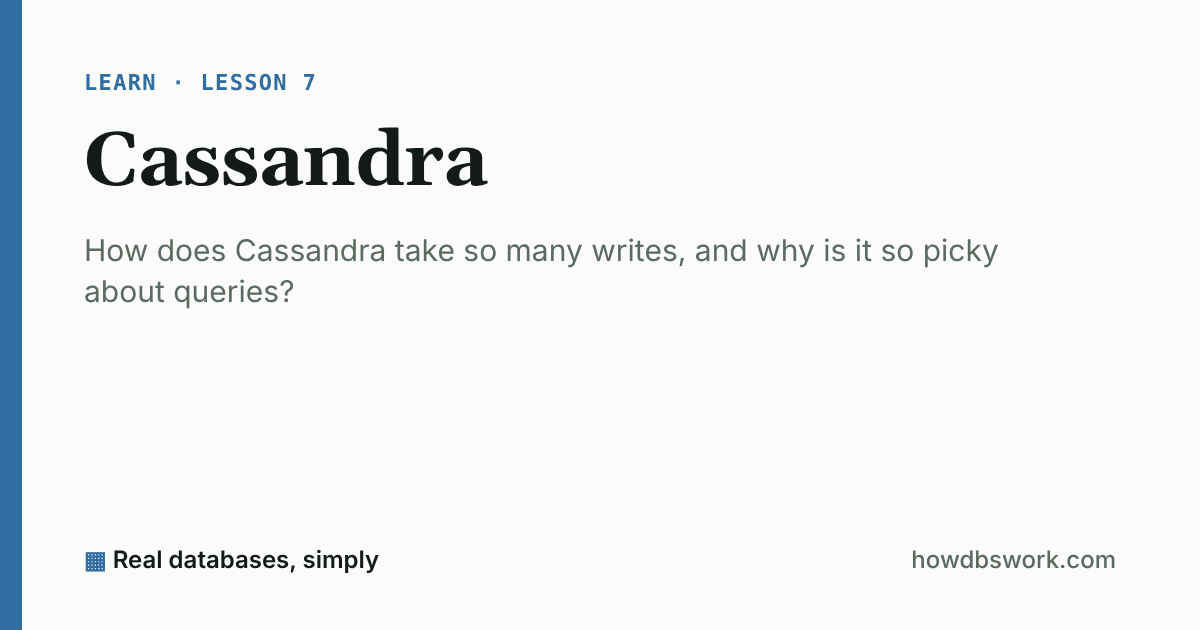 LEARN · LESSON 7
Cassandra
How does Cassandra take so many writes, and why is it so picky
about queries?
▦ Real databases, simply
howdbswork.com